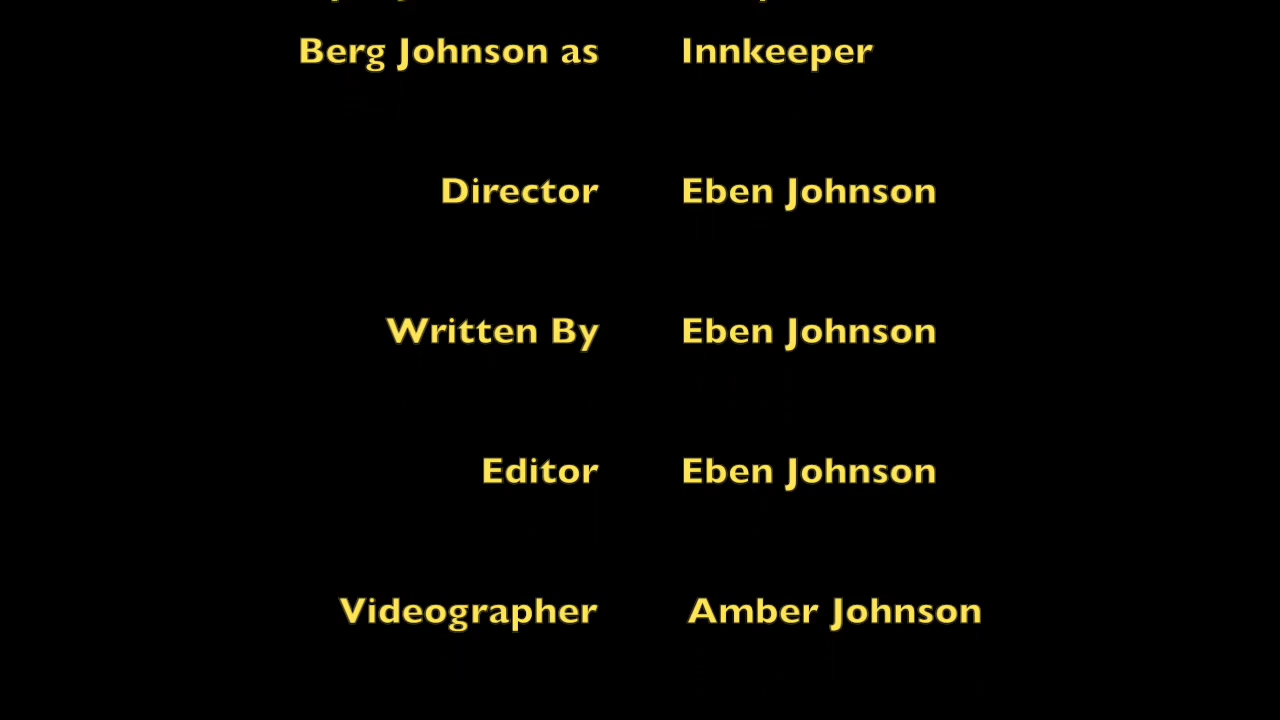 Berg Johnson as Innkeeper
Director Eben Johnson
Written By Eben Johnson
Editor Eben Johnson
Videographer Amber Johnson